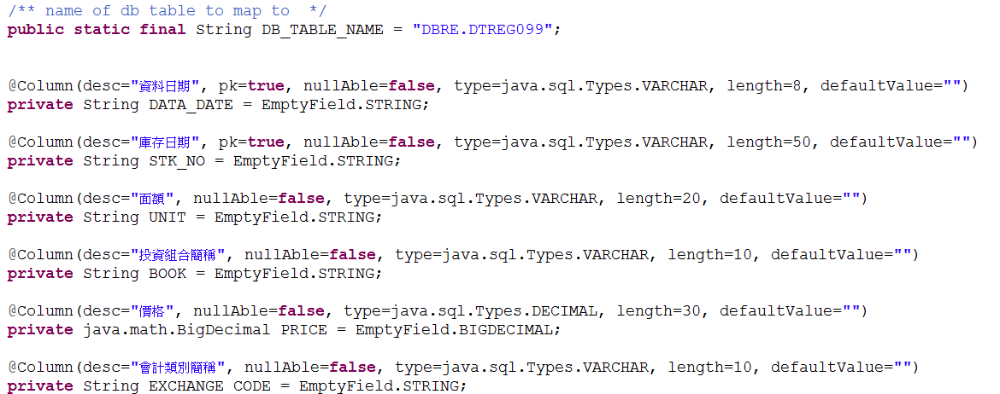 /** name of db table to map to  */
public static final String DB_TABLE_NAME = "DBRE.DTREG099";
@Column(desc="資料日期", pk=true, nullAble=false, type=java.sql.Types.VARCHAR, length=8, defaultValue="")
private String DATA_DATE = EmptyField.STRING;
@Column(desc="庫存日期", pk=true, nullAble=false, type=java.sql.Types.VARCHAR, length=50, defaultValue="")
private String STK_NO = EmptyField.STRING;
@Column(desc="面額", nullAble=false, type=java.sql.Types.VARCHAR, length=20, defaultValue="")
private String UNIT = EmptyField.STRING;
@Column(desc="投資組合簡稱", nullAble=false, type=java.sql.Types.VARCHAR, length=10, defaultValue="")
private String BOOK = EmptyField.STRING;
@Column(desc="價格", nullAble=false, type=java.sql.Types.DECIMAL, length=30, defaultValue="")
private java.math.BigDecimal PRICE = EmptyField.BIGDECIMAL;
@Column(desc="會計類別簡稱", nullAble=false, type=java.sql.Types.VARCHAR, length=10, defaultValue="")
private String EXCHANGE_CODE = EmptyField.STRING;